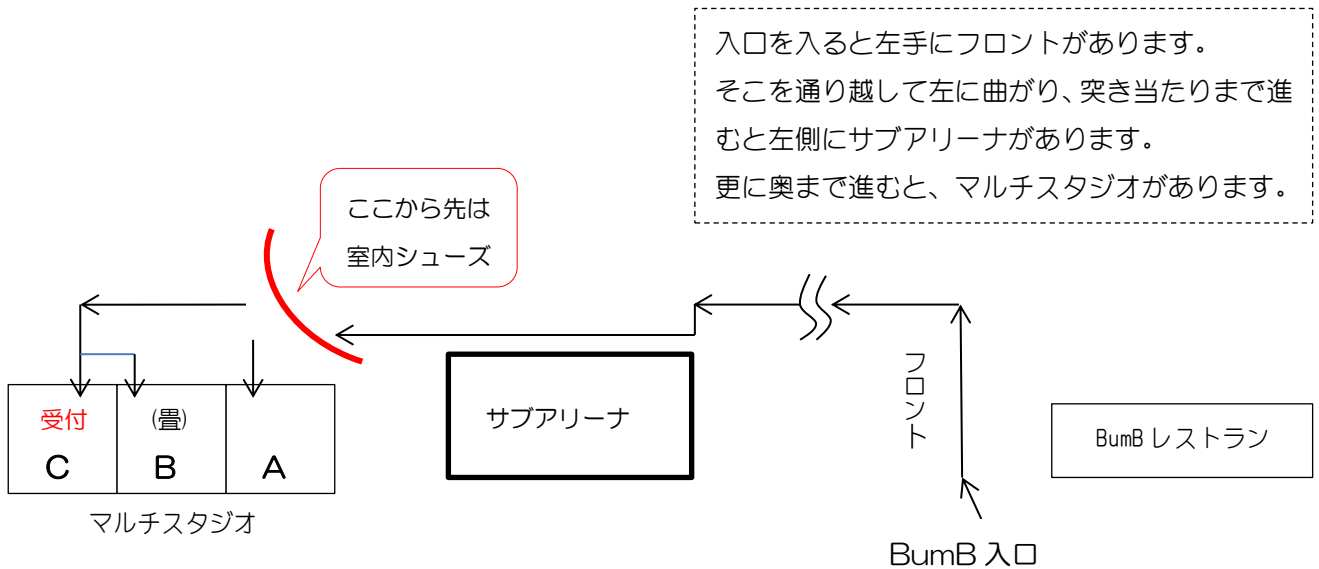 入口を入ると左手にフロントがあります。
そこを通り越して左に曲がり、突き当たりまで進
むと左側にサブアリーナがあります。
更に奥まで進むと、マルチスタジオがあります。
ここから先は
室内シューズ
フロント
サブアリーナ
BumBレストラン
受付
(畳)
C
B
A
マルチスタジオ
BumB 入口